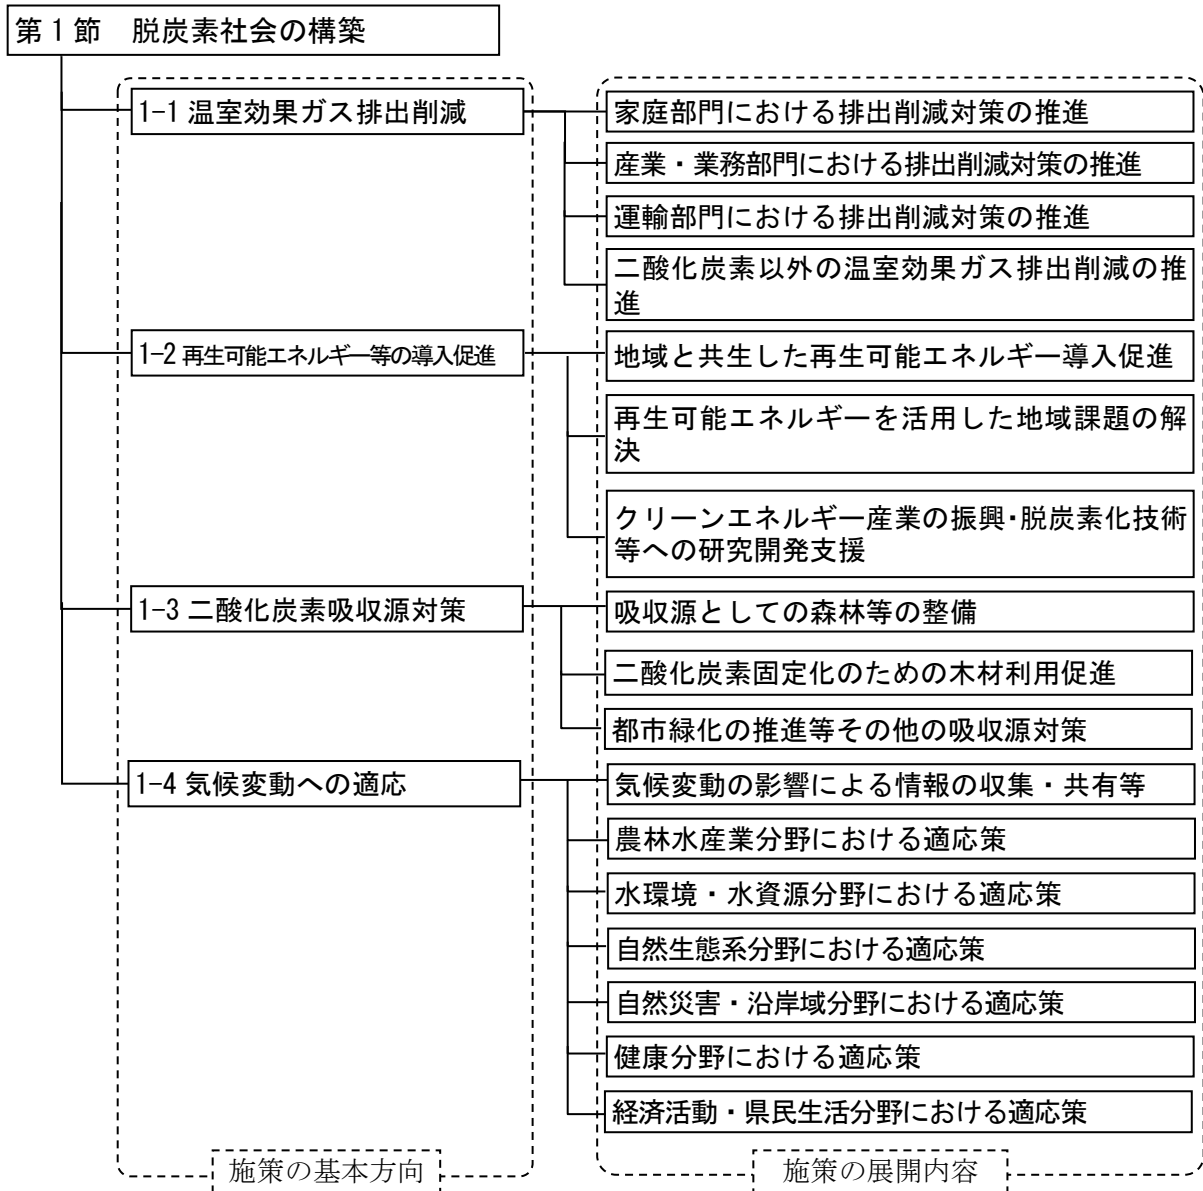 第1節　脱炭素社会の構築
1-1 温室効果ガス排出削減
家庭部門における排出削減対策の推進
産業・業務部門における排出削減対策の推進
運輸部門における排出削減対策の推進
二酸化炭素以外の温室効果ガス排出削減の推
進
1-2 再生可能エネルギー等の導入促進
地域と共生した再生可能エネルギー導入促進
再生可能エネルギーを活用した地域課題の解
決
クリーンエネルギー産業の振興・脱炭素化技術
等への研究開発支援
1-3 二酸化炭素吸収源対策
吸収源としての森林等の整備
二酸化炭素固定化のための木材利用促進
都市緑化の推進等その他の吸収源対策
1-4 気候変動への適応
気候変動の影響による情報の収集・共有等
農林水産業分野における適応策
水環境・水資源分野における適応策
自然生態系分野における適応策
自然災害・沿岸域分野における適応策
健康分野における適応策
経済活動・県民生活分野における適応策
施策の基本方向
施策の展開内容